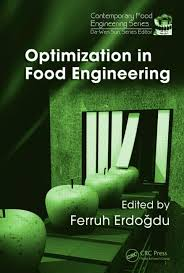 Contemporary Food
Engineering Series
Da-Wen Sun, Series Editor
Optimization in
Food Engineering
Edited by
Ferruh Erdoğdu
CRC Press